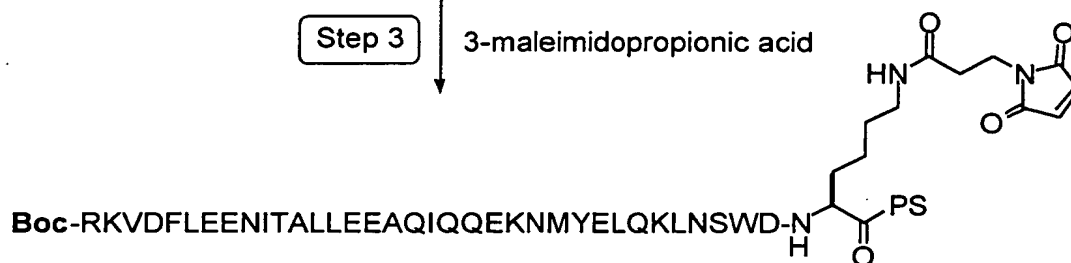 Step 3
3-maleimidopropionic acid
O
HN
N
O
O
Boc-RKVDFLEENITALLEEAQIQQEKNMYELQKLNSWD-N
H
PS
O